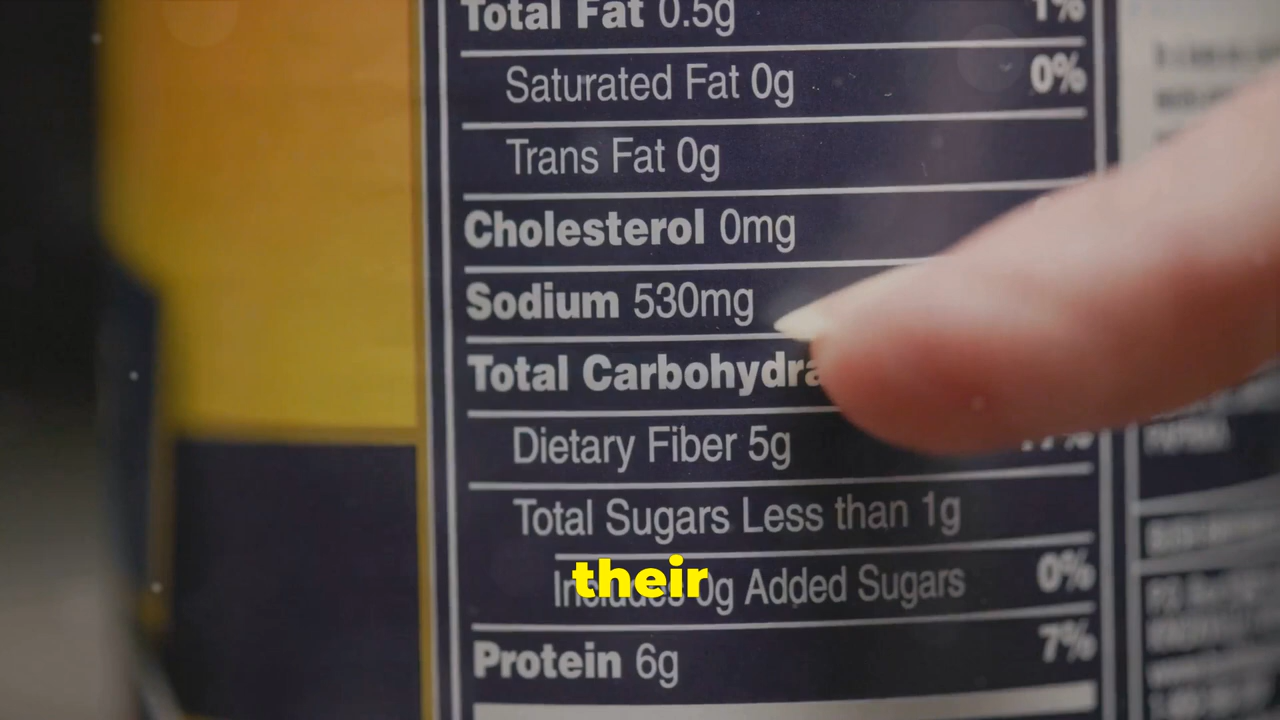 Total Fat 0.5g 1%
Saturated Fat 0g 0%
Trans Fat 0g
Cholesterol 0mg
Sodium 530mg
Total
Dietary Fiber 5g
Total Sugars Less than 1g
their
Includes 0g Added Sugars 0%
Protein 6g 7%